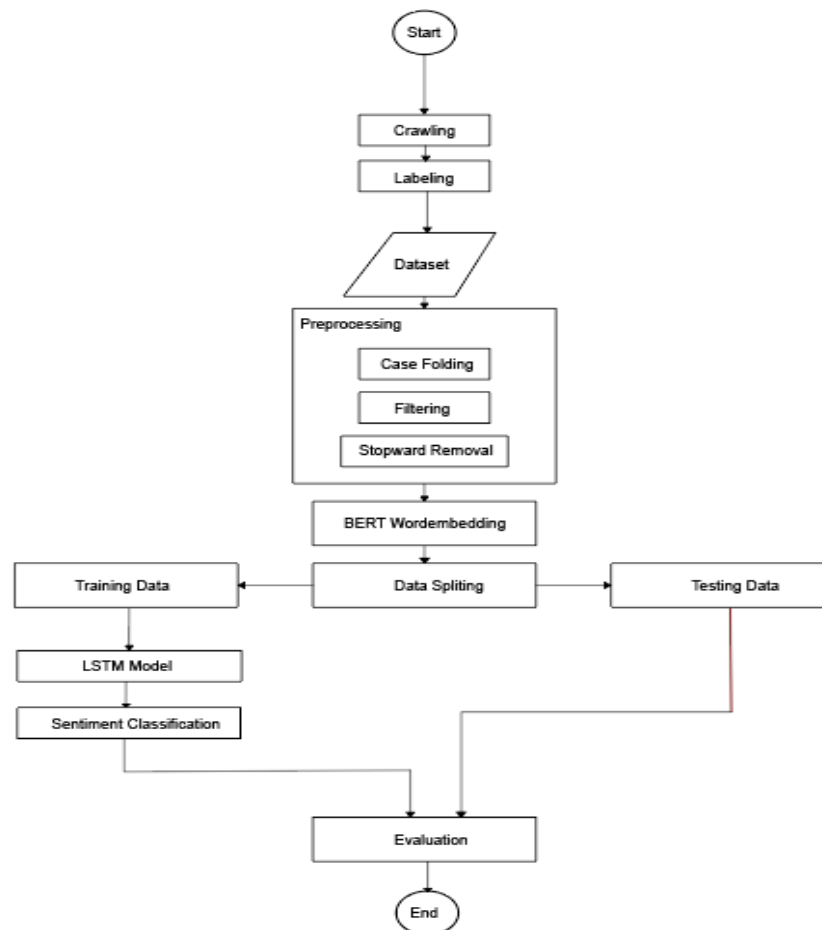 Start
Crawling
Labeling
Dataset
Preprocessing
Case Folding
Filtering
Stopward Removal
BERT Wordembedding
Training Data
Data Spliting
Testing Data
LSTM Model
Sentiment Classification
Evaluation
End